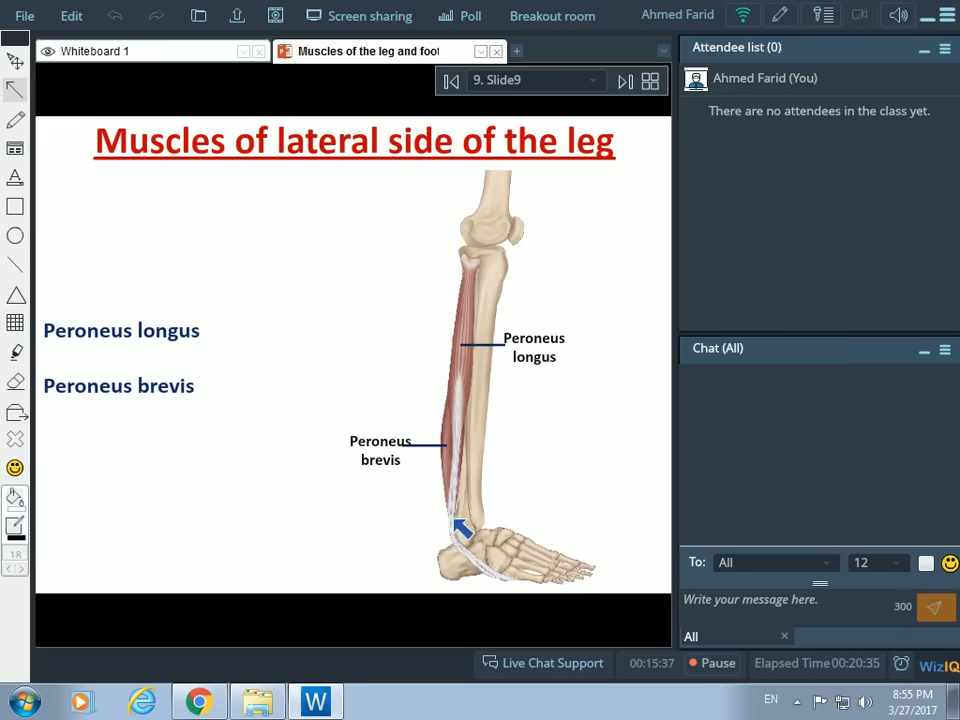 File Edit Screen sharing Poll Breakout room Ahmed Farid
Whiteboard 1 Muscles of the leg and foot
9. Slide9
Muscles of lateral side of the leg
Peroneus longus
Peroneus brevis
Peroneus
longus
Peroneus
brevis
Attendee list (0)
Ahmed Farid (You)
There are no attendees in the class yet.
Chat (All)
To: All 12
Write your message here. 300
All
Live Chat Support 00:15:37 Pause Elapsed Time 00:20:35 WizIQ
1R
W
EN
8:55 PM
3/27/2017